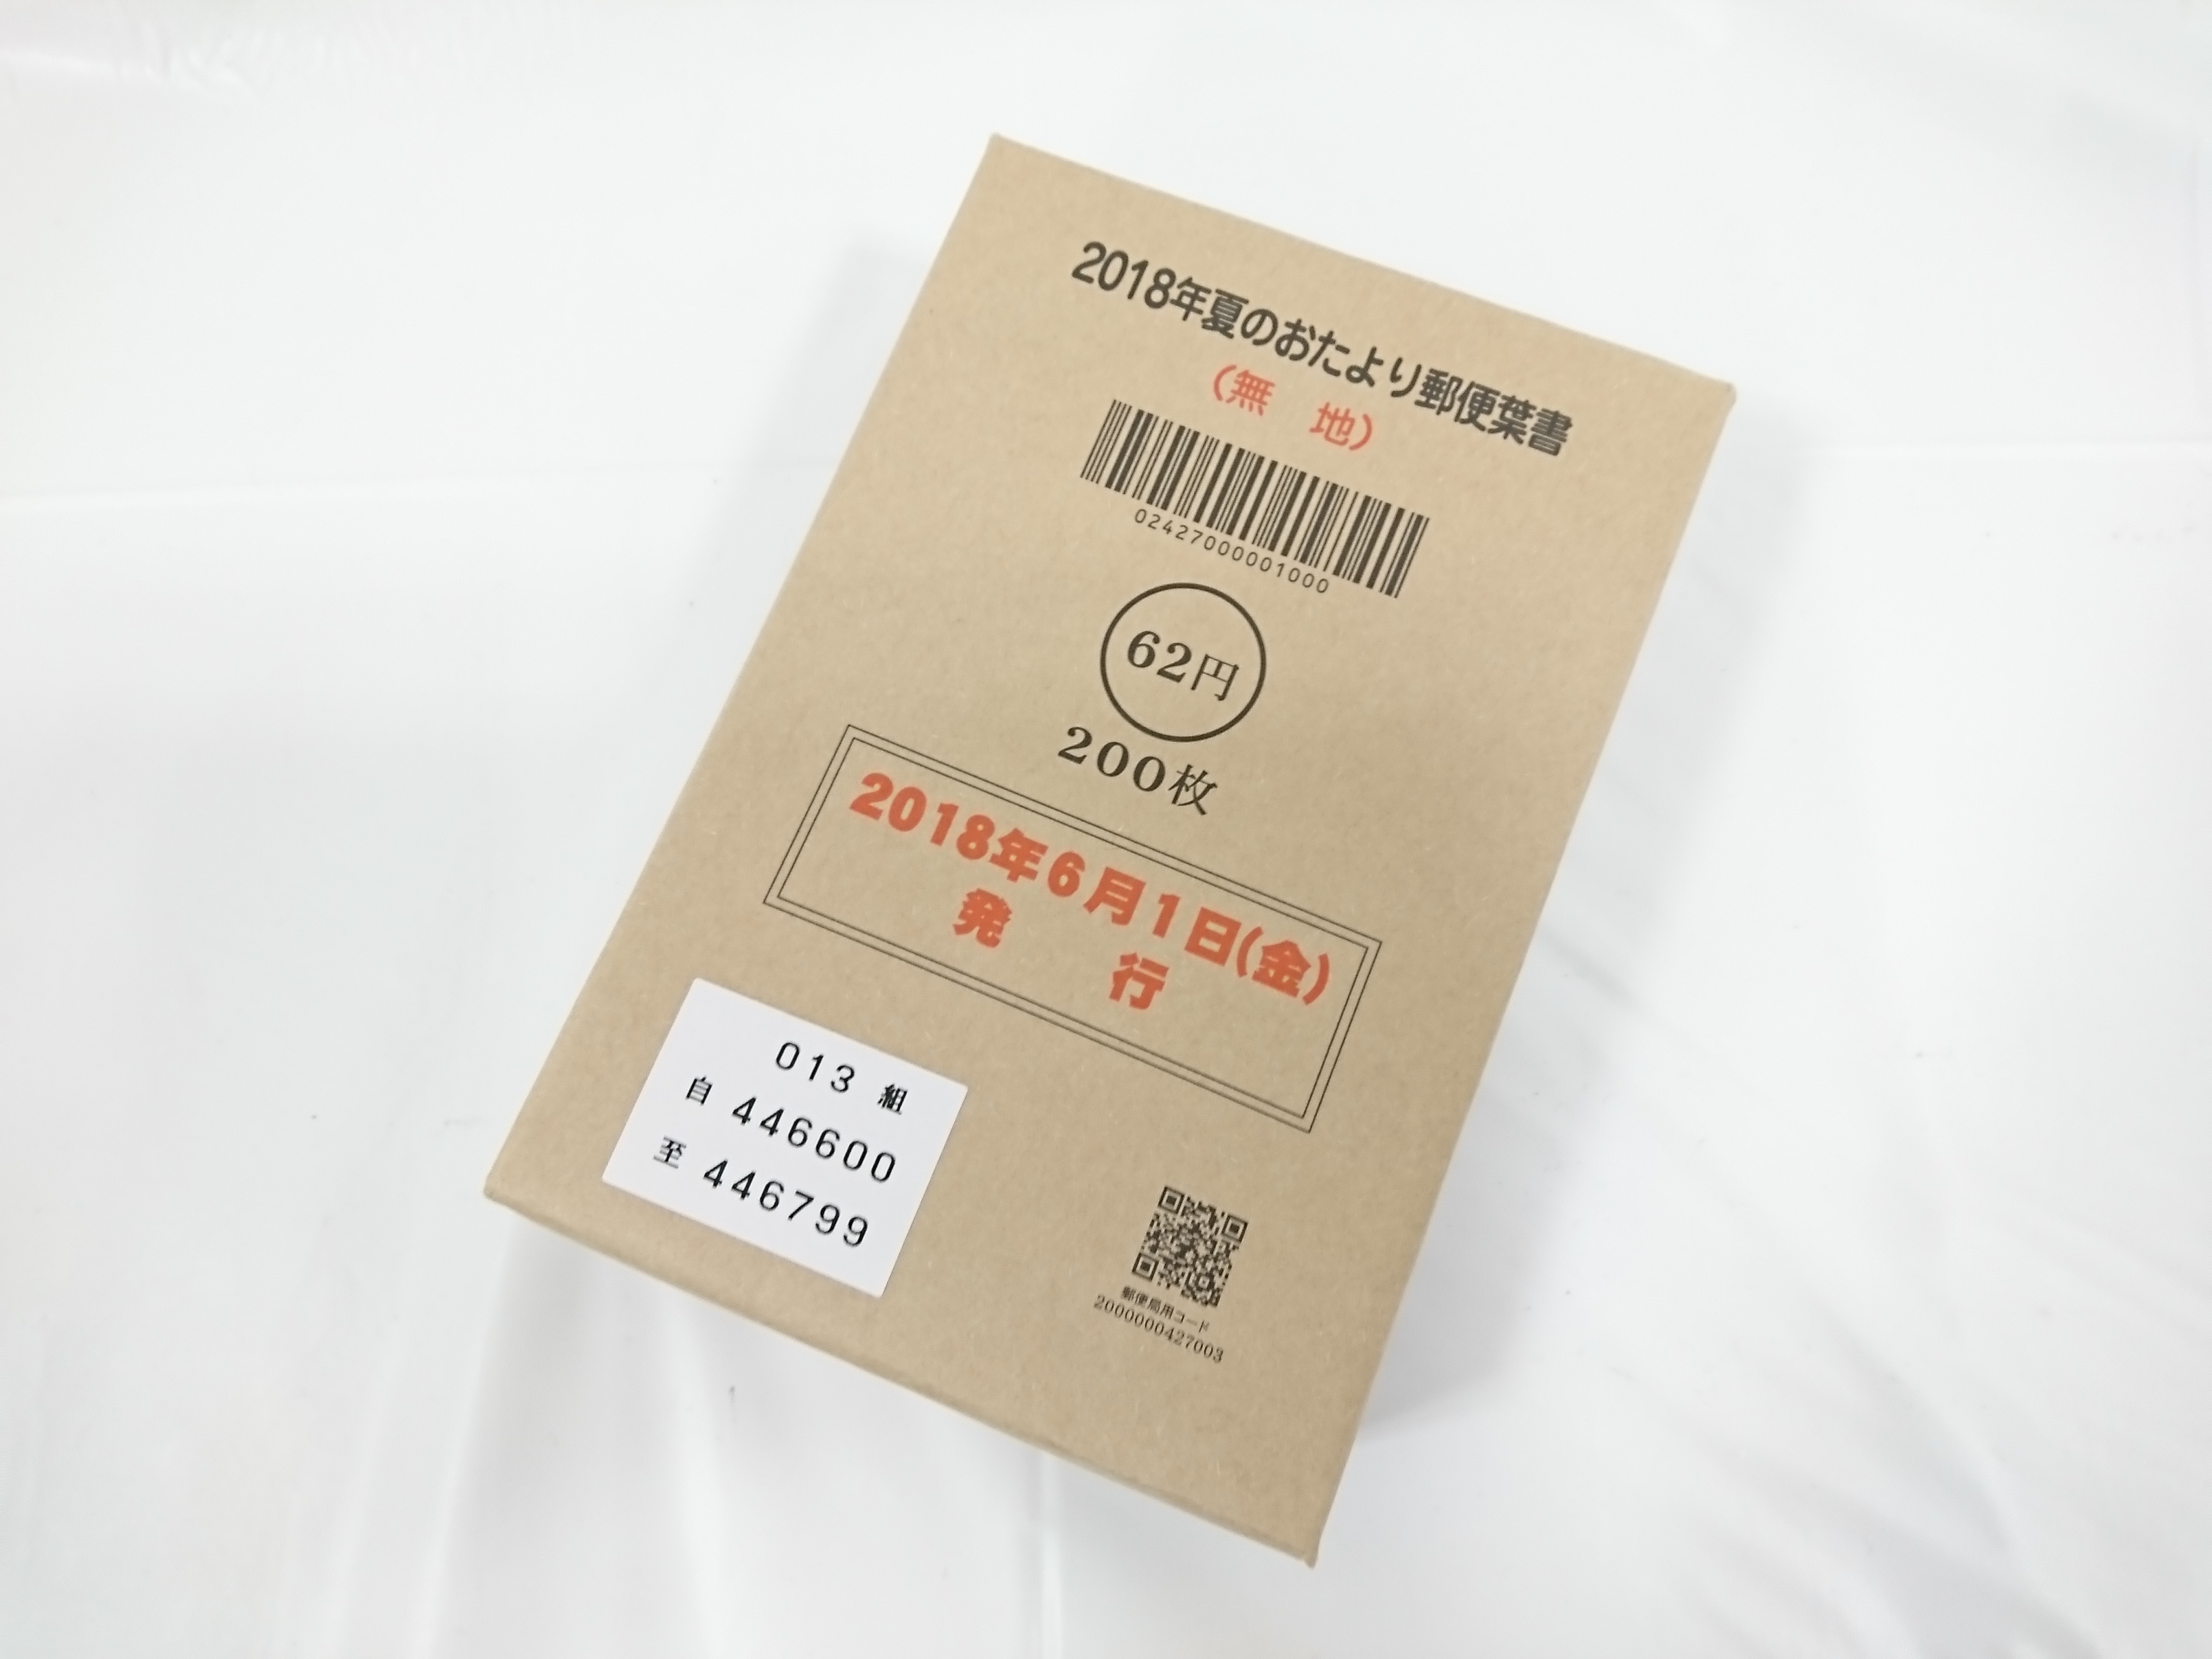 2018年夏のおたより郵便葉書
(無　地)
0242700001000
62円
200枚
2018年6月1日(金)
発　行
013 組
自 446600
至 446799
郵便局用コード
2000000427003